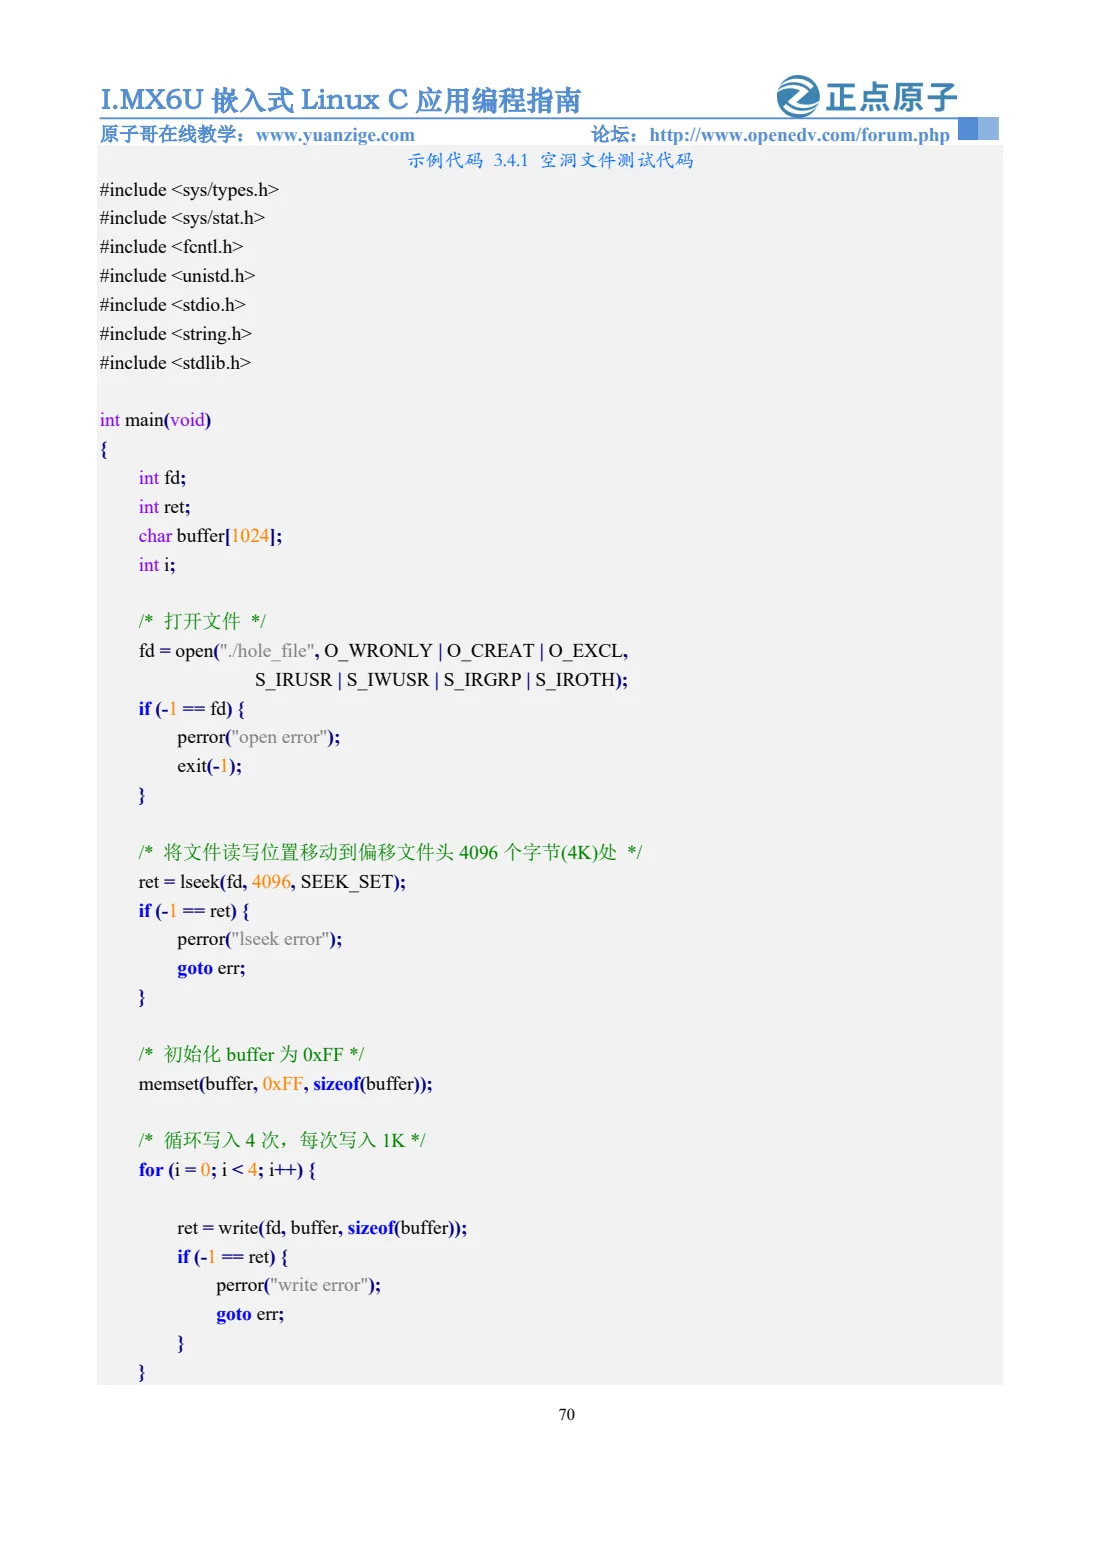 I.MX6U 嵌入式 Linux C 应用编程指南
正点原子
原子哥在线教学：www.yuanzige.com 论坛：http://www.openedv.com/forum.php
示例代码 3.4.1 空洞文件测试代码
#include <sys/types.h>
#include <sys/stat.h>
#include <fcntl.h>
#include <unistd.h>
#include <stdio.h>
#include <string.h>
#include <stdlib.h>
int main(void)
{
int fd;
int ret;
char buffer[1024];
int i;
/* 打开文件 */
fd = open("./hole_file", O_WRONLY | O_CREAT | O_EXCL,
S_IRUSR | S_IWUSR | S_IRGRP | S_IROTH);
if (-1 == fd) {
perror("open error");
exit(-1);
}
/* 将文件读写位置移动到偏移文件头 4096 个字节(4K)处 */
ret = lseek(fd, 4096, SEEK_SET);
if (-1 == ret) {
perror("lseek error");
goto err;
}
/* 初始化 buffer 为 0xFF */
memset(buffer, 0xFF, sizeof(buffer));
/* 循环写入 4 次，每次写入 1K */
for (i = 0; i < 4; i++) {
ret = write(fd, buffer, sizeof(buffer));
if (-1 == ret) {
perror("write error");
goto err;
}
}
70